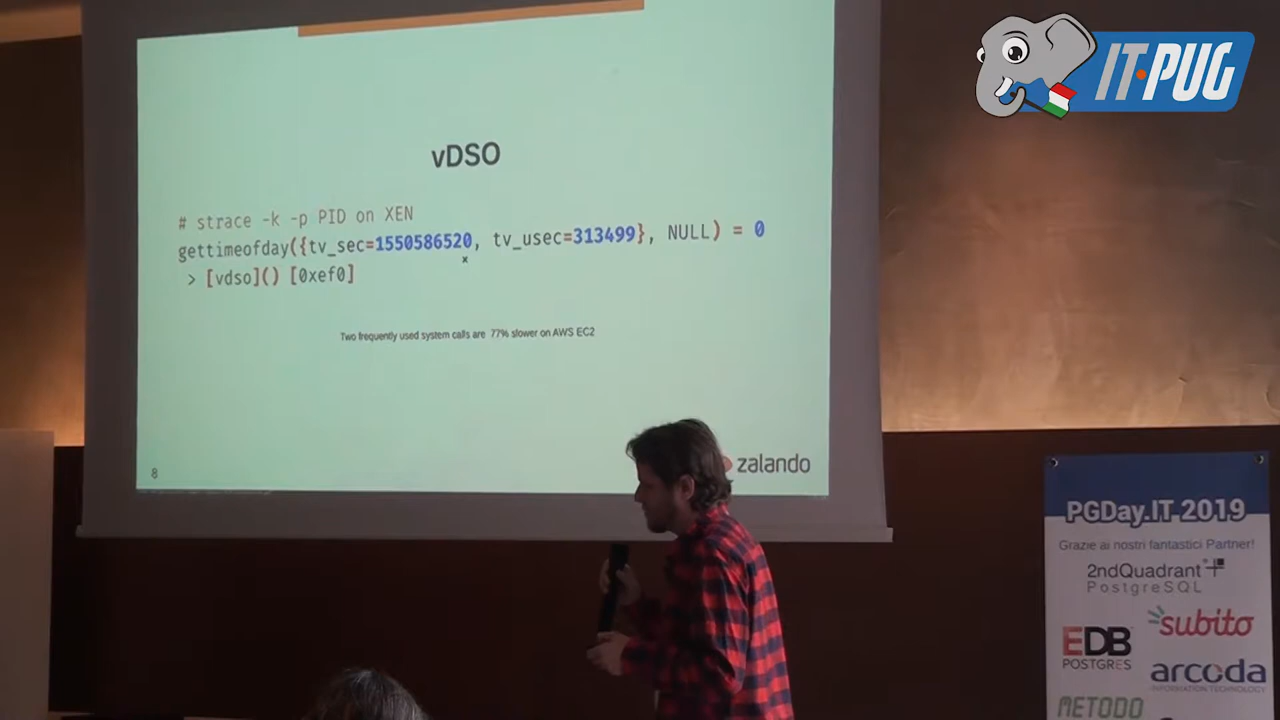 IT·PUG
vDSO
# strace -k -p PID on XEN
gettimeofday({tv_sec=1550586520, tv_usec=313499}, NULL) = 0
> [vdso]() [0xef0]
Two frequently used system calls are 77% slower on AWS EC2
8
zalando
PGDay.IT 2019
Grazie ai nostri fantastici Partner!
2ndQuadrant
PostgreSQL
subito
EDB
POSTGRES
arcoda
INFORMATION TECHNOLOGY
METODO